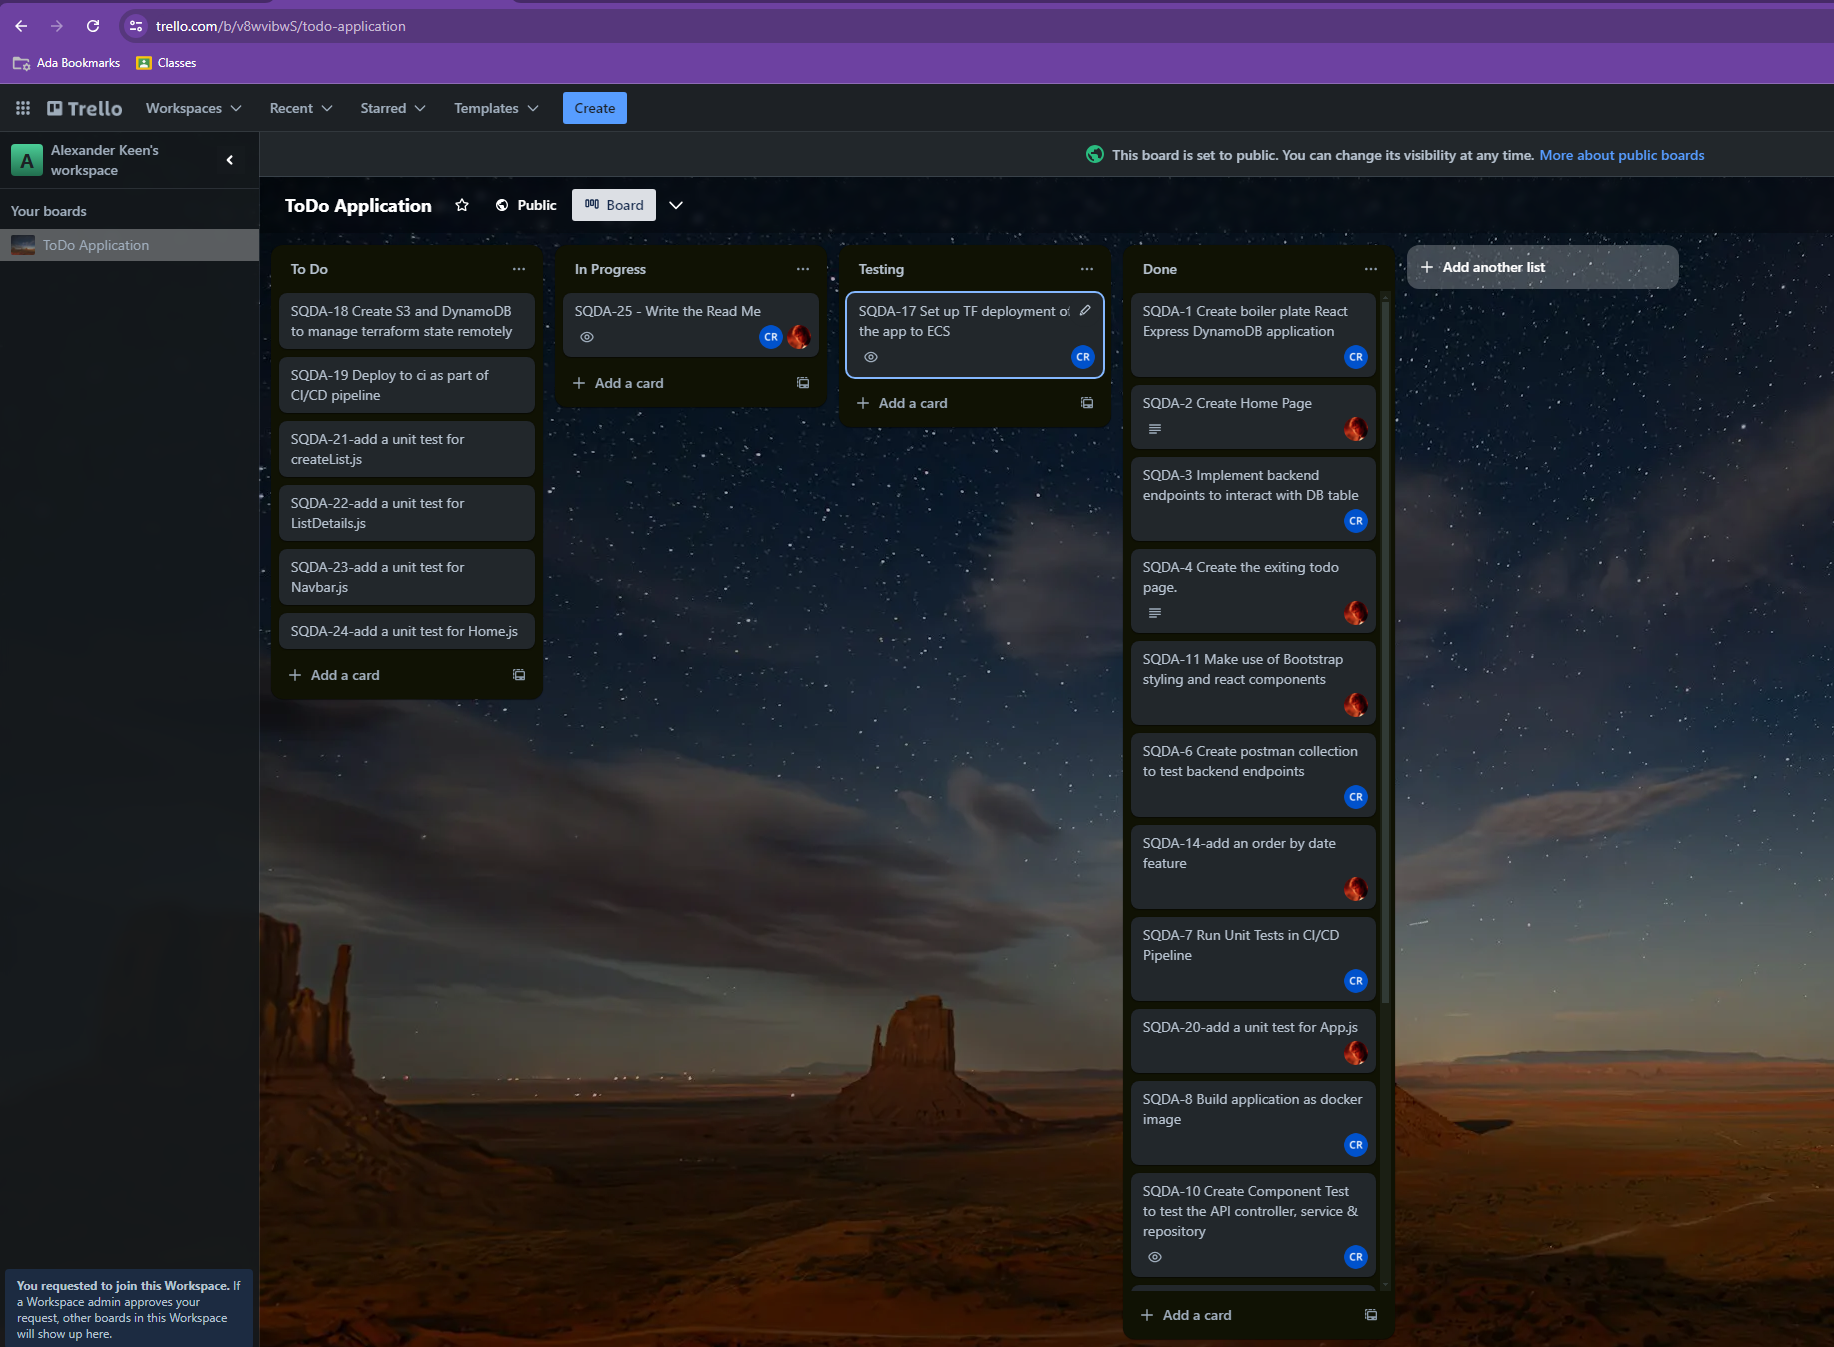 trello.com/b/v8wvibwS/todo-application
Ada Bookmarks
Classes
Trello
Workspaces
Recent
Starred
Templates
Create
A
Alexander Keen's
workspace
This board is set to public. You can change its visibility at any time. More about public boards
Your boards
ToDo Application
ToDo Application
Public
Board
To Do
SQDA-18 Create S3 and DynamoDB
to manage terraform state remotely
SQDA-19 Deploy to ci as part of
CI/CD pipeline
SQDA-21-add a unit test for
createList.js
SQDA-22-add a unit test for
ListDetails.js
SQDA-23-add a unit test for
Navbar.js
SQDA-24-add a unit test for Home.js
+ Add a card
In Progress
SQDA-25 - Write the Read Me
CR
+ Add a card
Testing
SQDA-17 Set up TF deployment of
the app to ECS
CR
+ Add a card
Done
SQDA-1 Create boiler plate React
Express DynamoDB application
CR
SQDA-2 Create Home Page
SQDA-3 Implement backend
endpoints to interact with DB table
CR
SQDA-4 Create the exiting todo
page.
SQDA-11 Make use of Bootstrap
styling and react components
SQDA-6 Create postman collection
to test backend endpoints
CR
SQDA-14-add an order by date
feature
SQDA-7 Run Unit Tests in CI/CD
Pipeline
CR
SQDA-20-add a unit test for App.js
SQDA-8 Build application as docker
image
CR
SQDA-10 Create Component Test
to test the API controller, service &
repository
CR
+ Add a card
+ Add another list
You requested to join this Workspace. If
a Workspace admin approves your
request, other boards in this Workspace
will show up here.